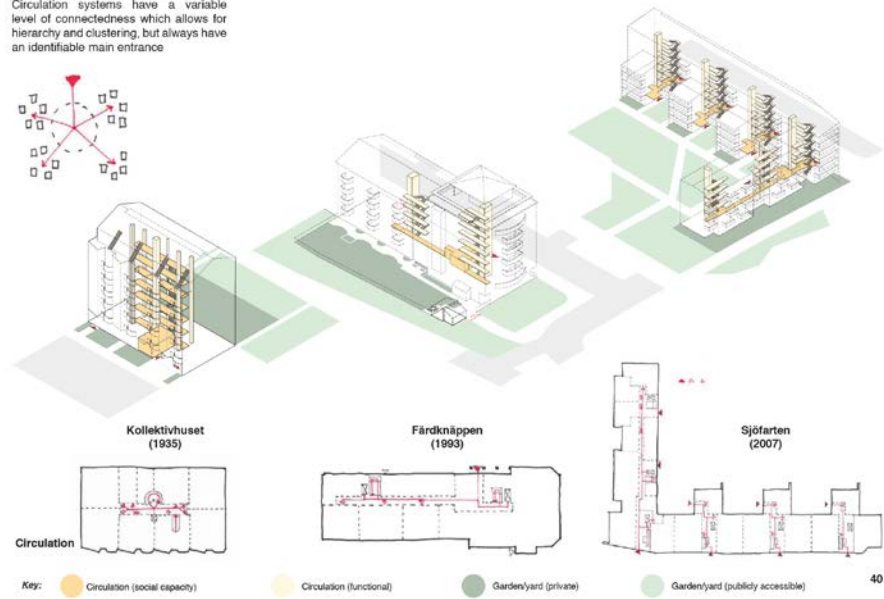 Circulation systems have a variable
level of connectedness which allows for
hierarchy and clustering, but always have
an identifiable main entrance
Kollektivhuset
(1935)
Färdknäppen
(1993)
Sjöfarten
(2007)
Circulation
Key:
Circulation (social capacity)
Circulation (functional)
Garden/yard (private)
Garden/yard (publicly accessible)
40